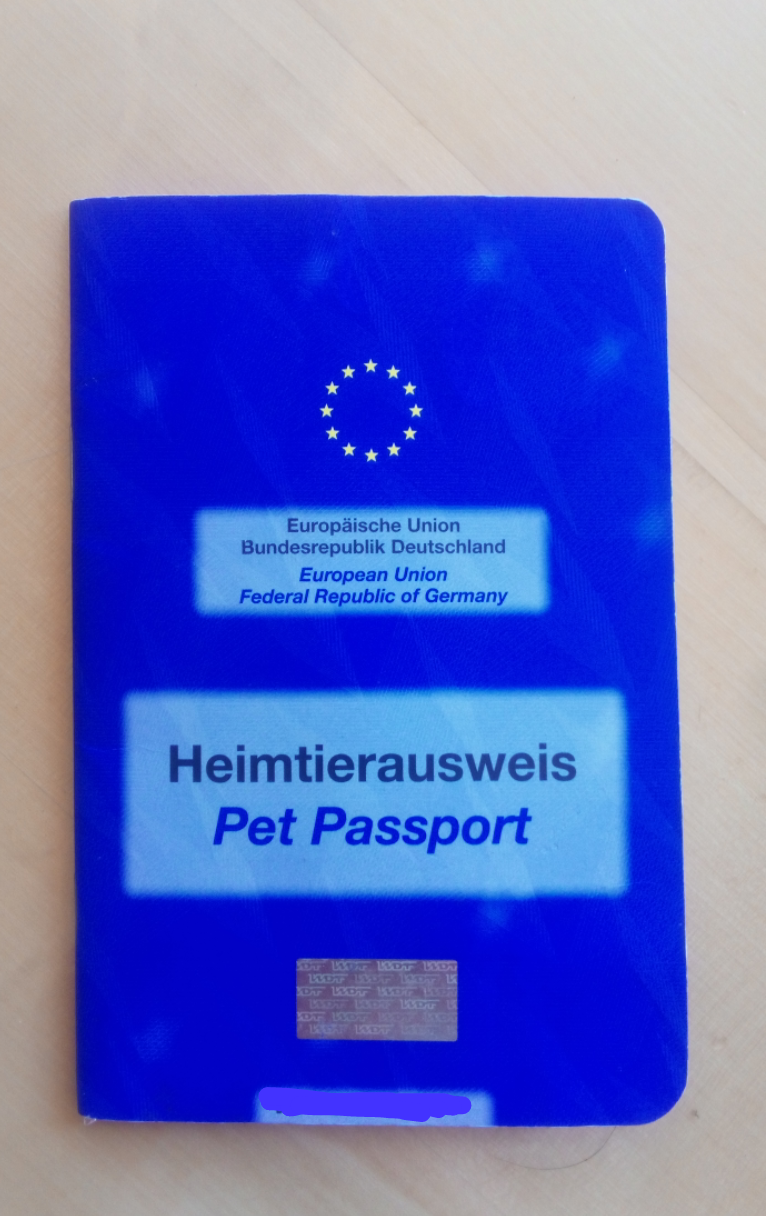 Europäische Union
Bundesrepublik Deutschland
European Union
Federal Republic of Germany
Heimtierausweis
Pet Passport